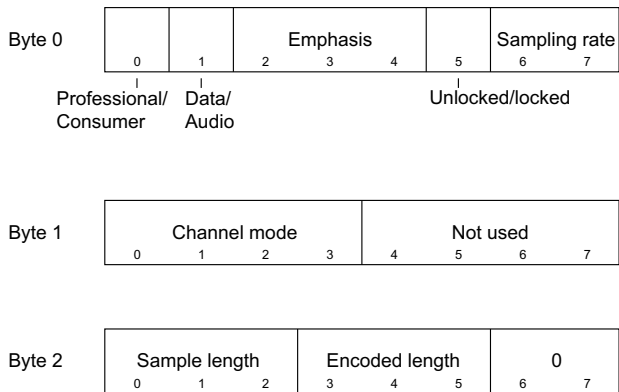 Byte 0 Emphasis Sampling rate
0 1 2 3 4 5 6 7
Professional/ Data/ Unlocked/locked
Consumer Audio
Byte 1 Channel mode Not used
0 1 2 3 4 5 6 7
Byte 2 Sample length Encoded length 0
0 1 2 3 4 5 6 7